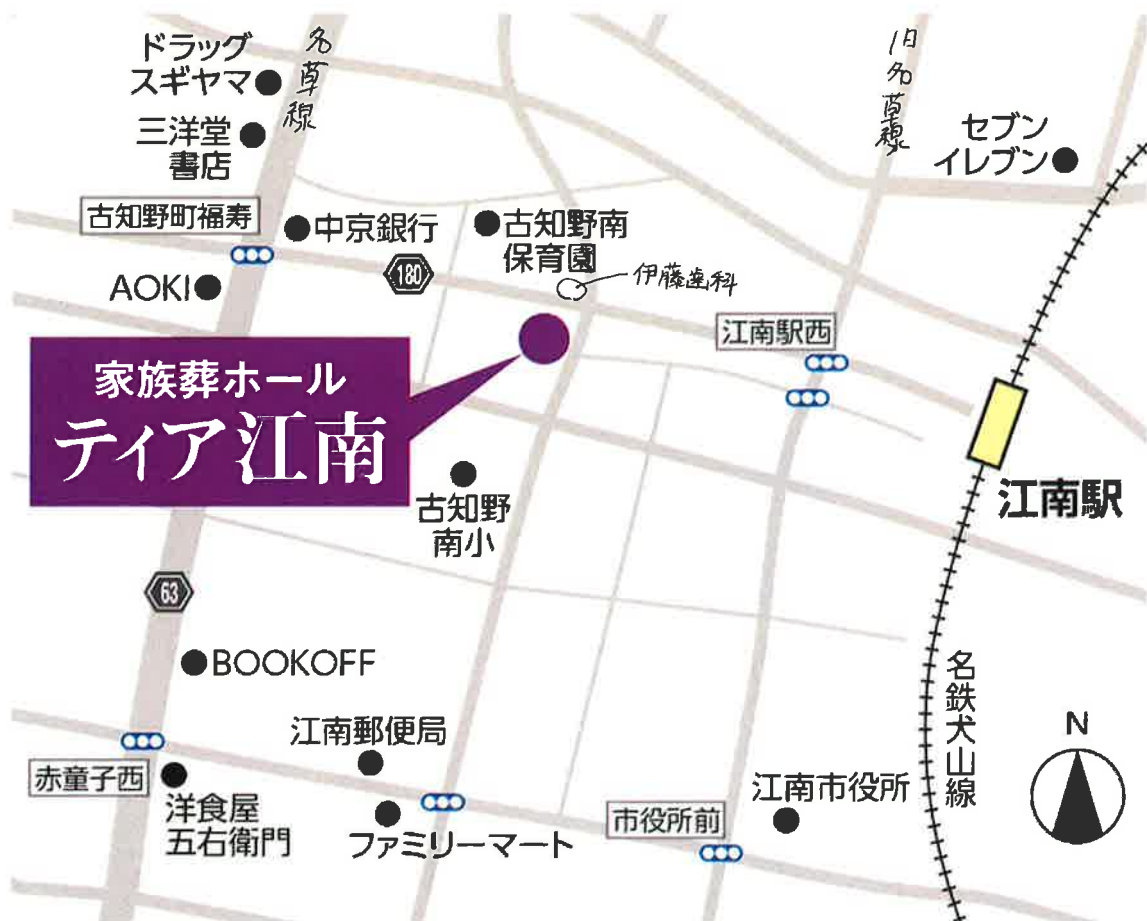 ドラッグ
スギヤマ
名草線
旧名草線
三洋堂
書店
セブン
イレブン
古知野町福寿
中京銀行
古知野南
保育園
180
伊藤歯科
AOKI
江南駅西
家族葬ホール
ティア江南
江南駅
古知野
南小
63
BOOKOFF
名鉄犬山線
江南郵便局
N
赤童子西
洋食屋
五右衛門
ファミリーマート
市役所前
江南市役所